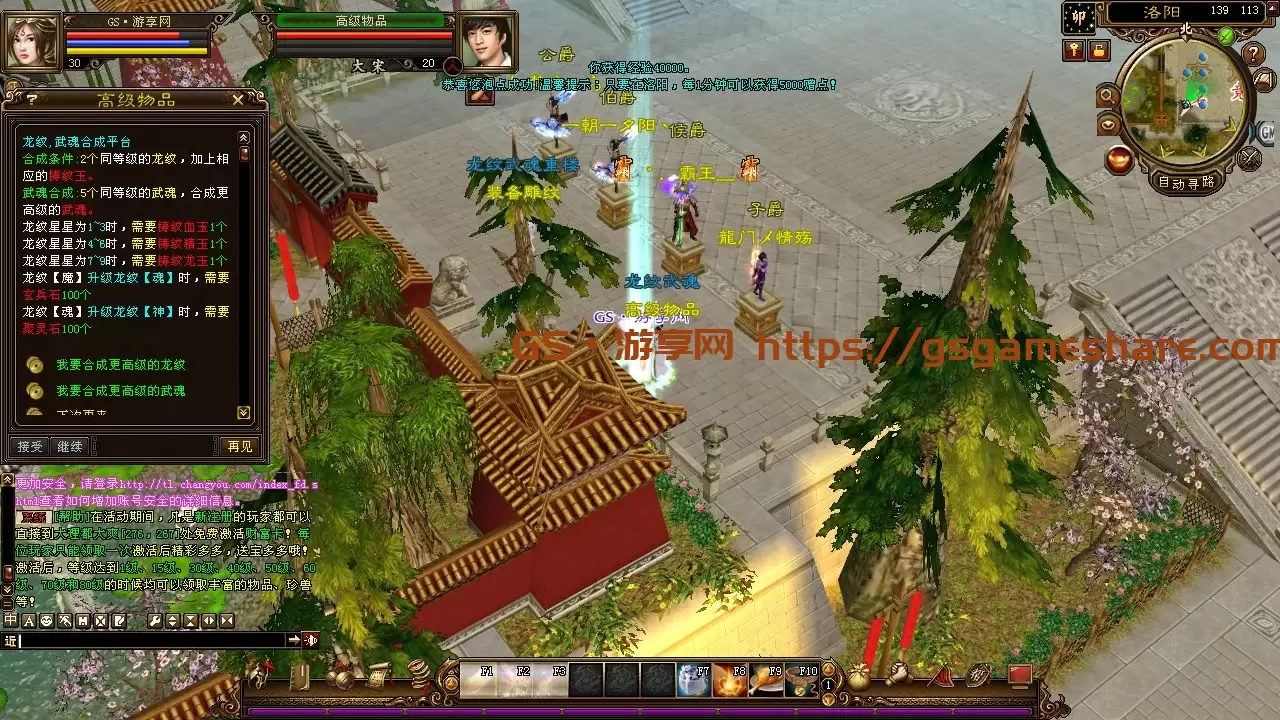 GS·游享网
30
高级物品
大宋
20
洛阳
139 113
北
自动寻路
公爵
你获得经验40000。
恭喜您泡点成功!温馨提示：只要在洛阳，每1分钟可以获得5000赠点!
伯爵
一朝一夕阳丶
侯爵
龙纹武魂重楼
装备雕纹
霸王
子爵
龍门メ情殇
龙纹武魂
高级物品
GS·游享网
GS·游享网 https://gsgameshare.com
高级物品
龙纹,武魂合成平台
合成条件:2个同等级的龙纹，加上相
应的铸纹玉。
武魂合成:5个同等级的武魂，合成更
高级的武魂。
龙纹星星为1~3时，需要铸纹血玉1个
龙纹星星为4~6时，需要铸纹精玉1个
龙纹星星为7~9时，需要铸纹龙玉1个
龙纹【魔】升级龙纹【魂】时，需要
玄兵石100个
龙纹【魂】升级龙纹【神】时，需要
聚灵石100个
我要合成更高级的龙纹
我要合成更高级的武魂
下次再来
接受
继续
再见
更加安全，请登录http://tl.changyou.com/index_fd.s
html查看如何增加账号安全的详细信息。
[帮助]在活动期间，凡是新注册的玩家都可以
直接到大理都六爽[276, 267]处免费激活财富卡！每
位玩家只能领取一次激活后精彩多多，送宝多多哦！
激活后，等级达到1级、15级、30级、40级、50级、60
级、70级和80级的时候均可以领取丰富的物品、珍兽
等！
近
F1
F2
F3
F7
F8
F9
F10
1